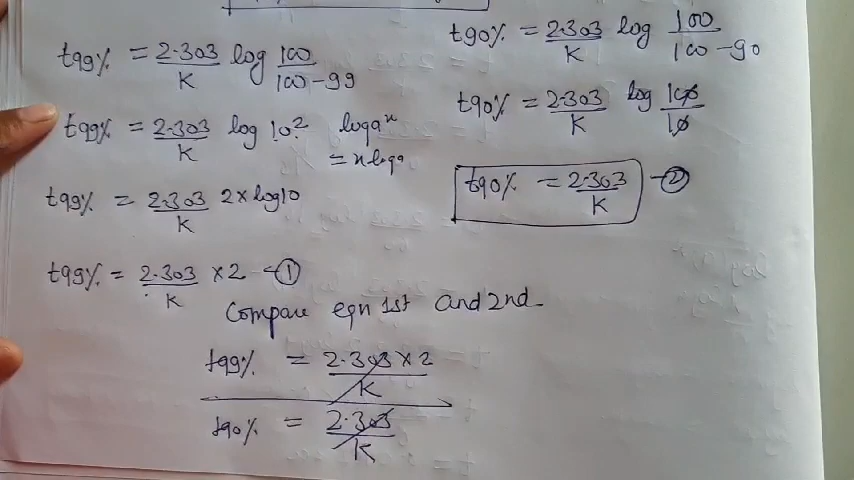 t99% = 2.303/K log 100/100-99
t99% = 2.303/K log 10² log aˣ
= x log a
t99% = 2.303/K 2×log10
t99% = 2.303/K ×2 -①
t90% = 2.303/K log 100/100-90
t90% = 2.303/K log 100/10
t90% = 2.303/K -②
Compare eqn 1st and 2nd
t99% = 2.303×2/K
t90% = 2.303/K